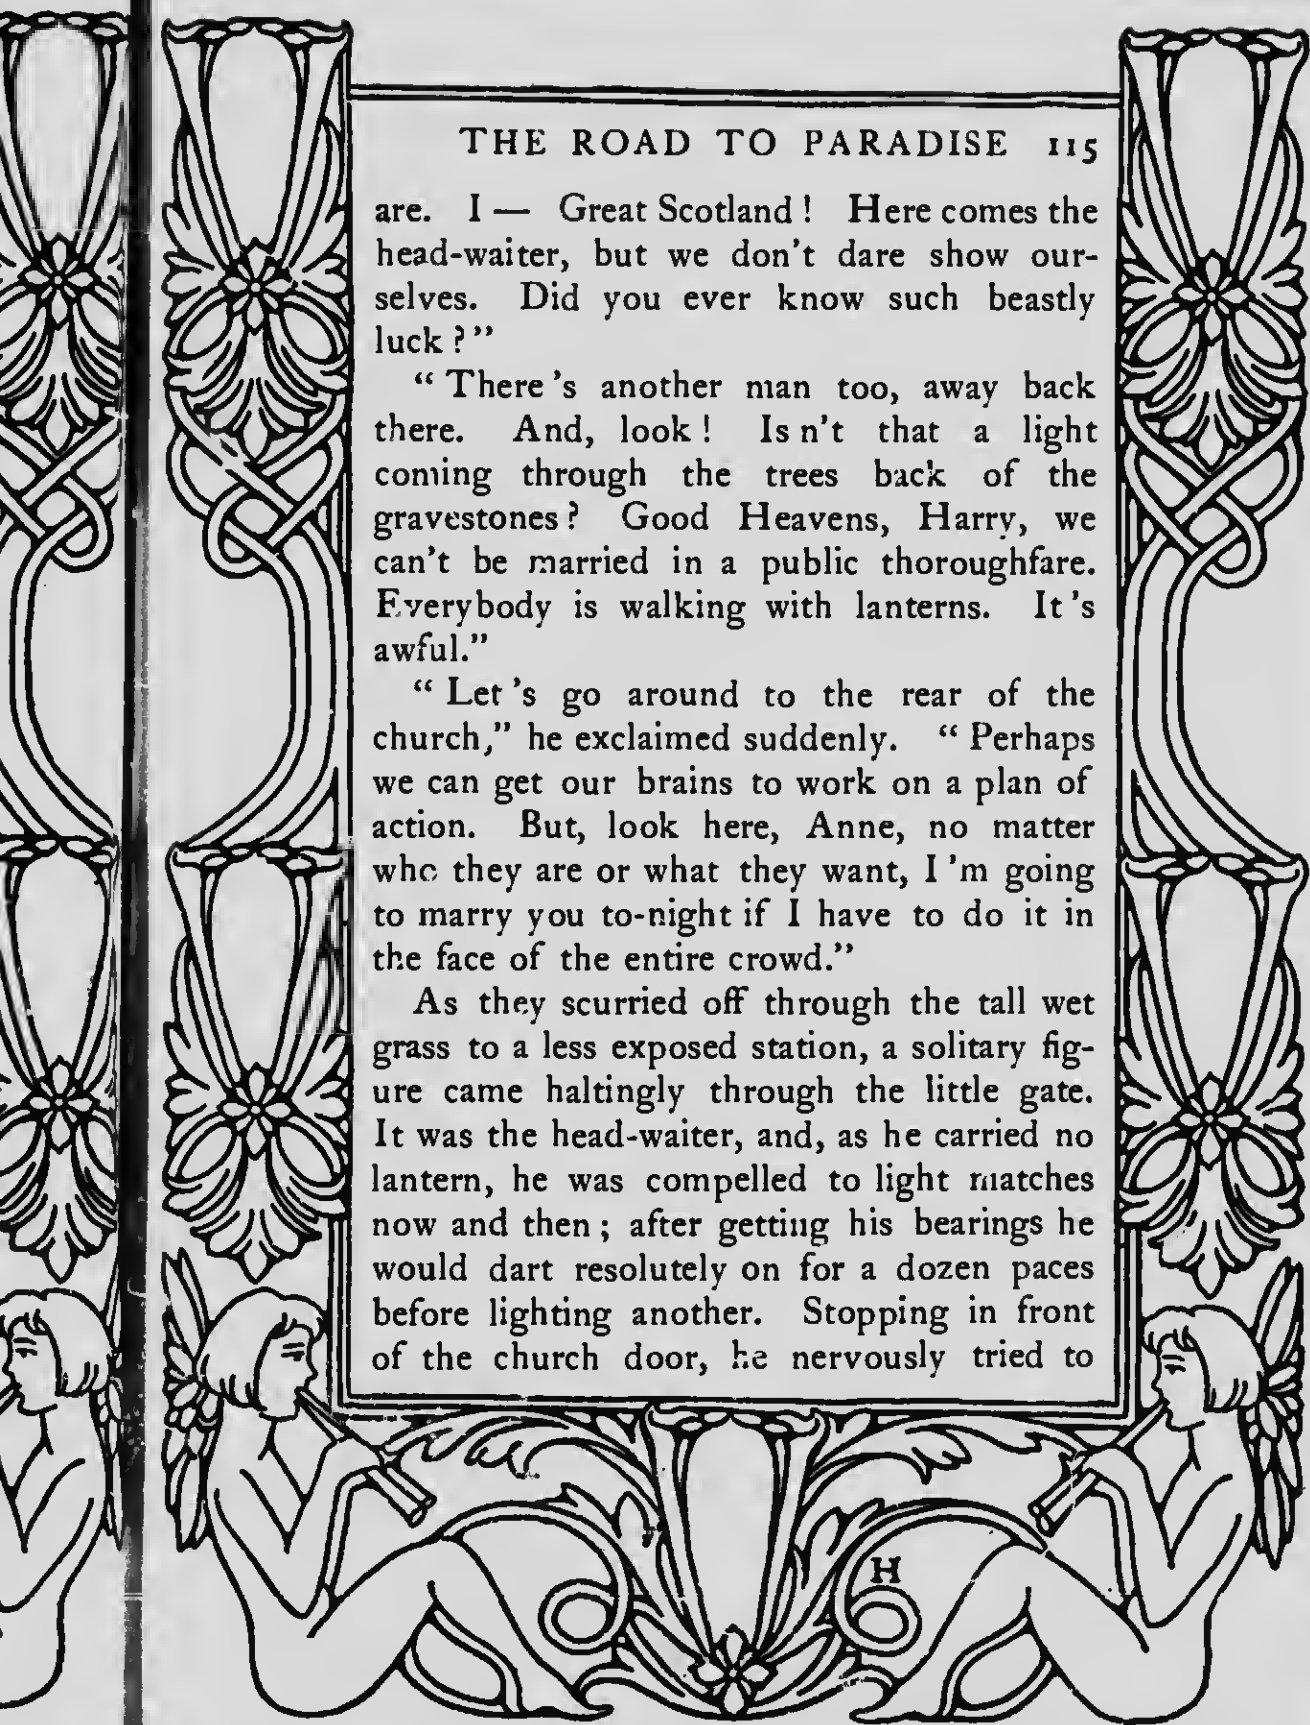 THE ROAD TO PARADISE 115
are. I — Great Scotland! Here comes the
head-waiter, but we don't dare show our-
selves. Did you ever know such beastly
luck?"
"There's another man too, away back
there. And, look! Is n't that a light
coming through the trees back of the
gravestones? Good Heavens, Harry, we
can't be married in a public thoroughfare.
Everybody is walking with lanterns. It's
awful."
"Let's go around to the rear of the
church," he exclaimed suddenly. "Perhaps
we can get our brains to work on a plan of
action. But, look here, Anne, no matter
who they are or what they want, I'm going
to marry you to-night if I have to do it in
the face of the entire crowd."
As they scurried off through the tall wet
grass to a less exposed station, a solitary fig-
ure came haltingly through the little gate.
It was the head-waiter, and, as he carried no
lantern, he was compelled to light matches
now and then; after getting his bearings he
would dart resolutely on for a dozen paces
before lighting another. Stopping in front
of the church door, he nervously tried to
H